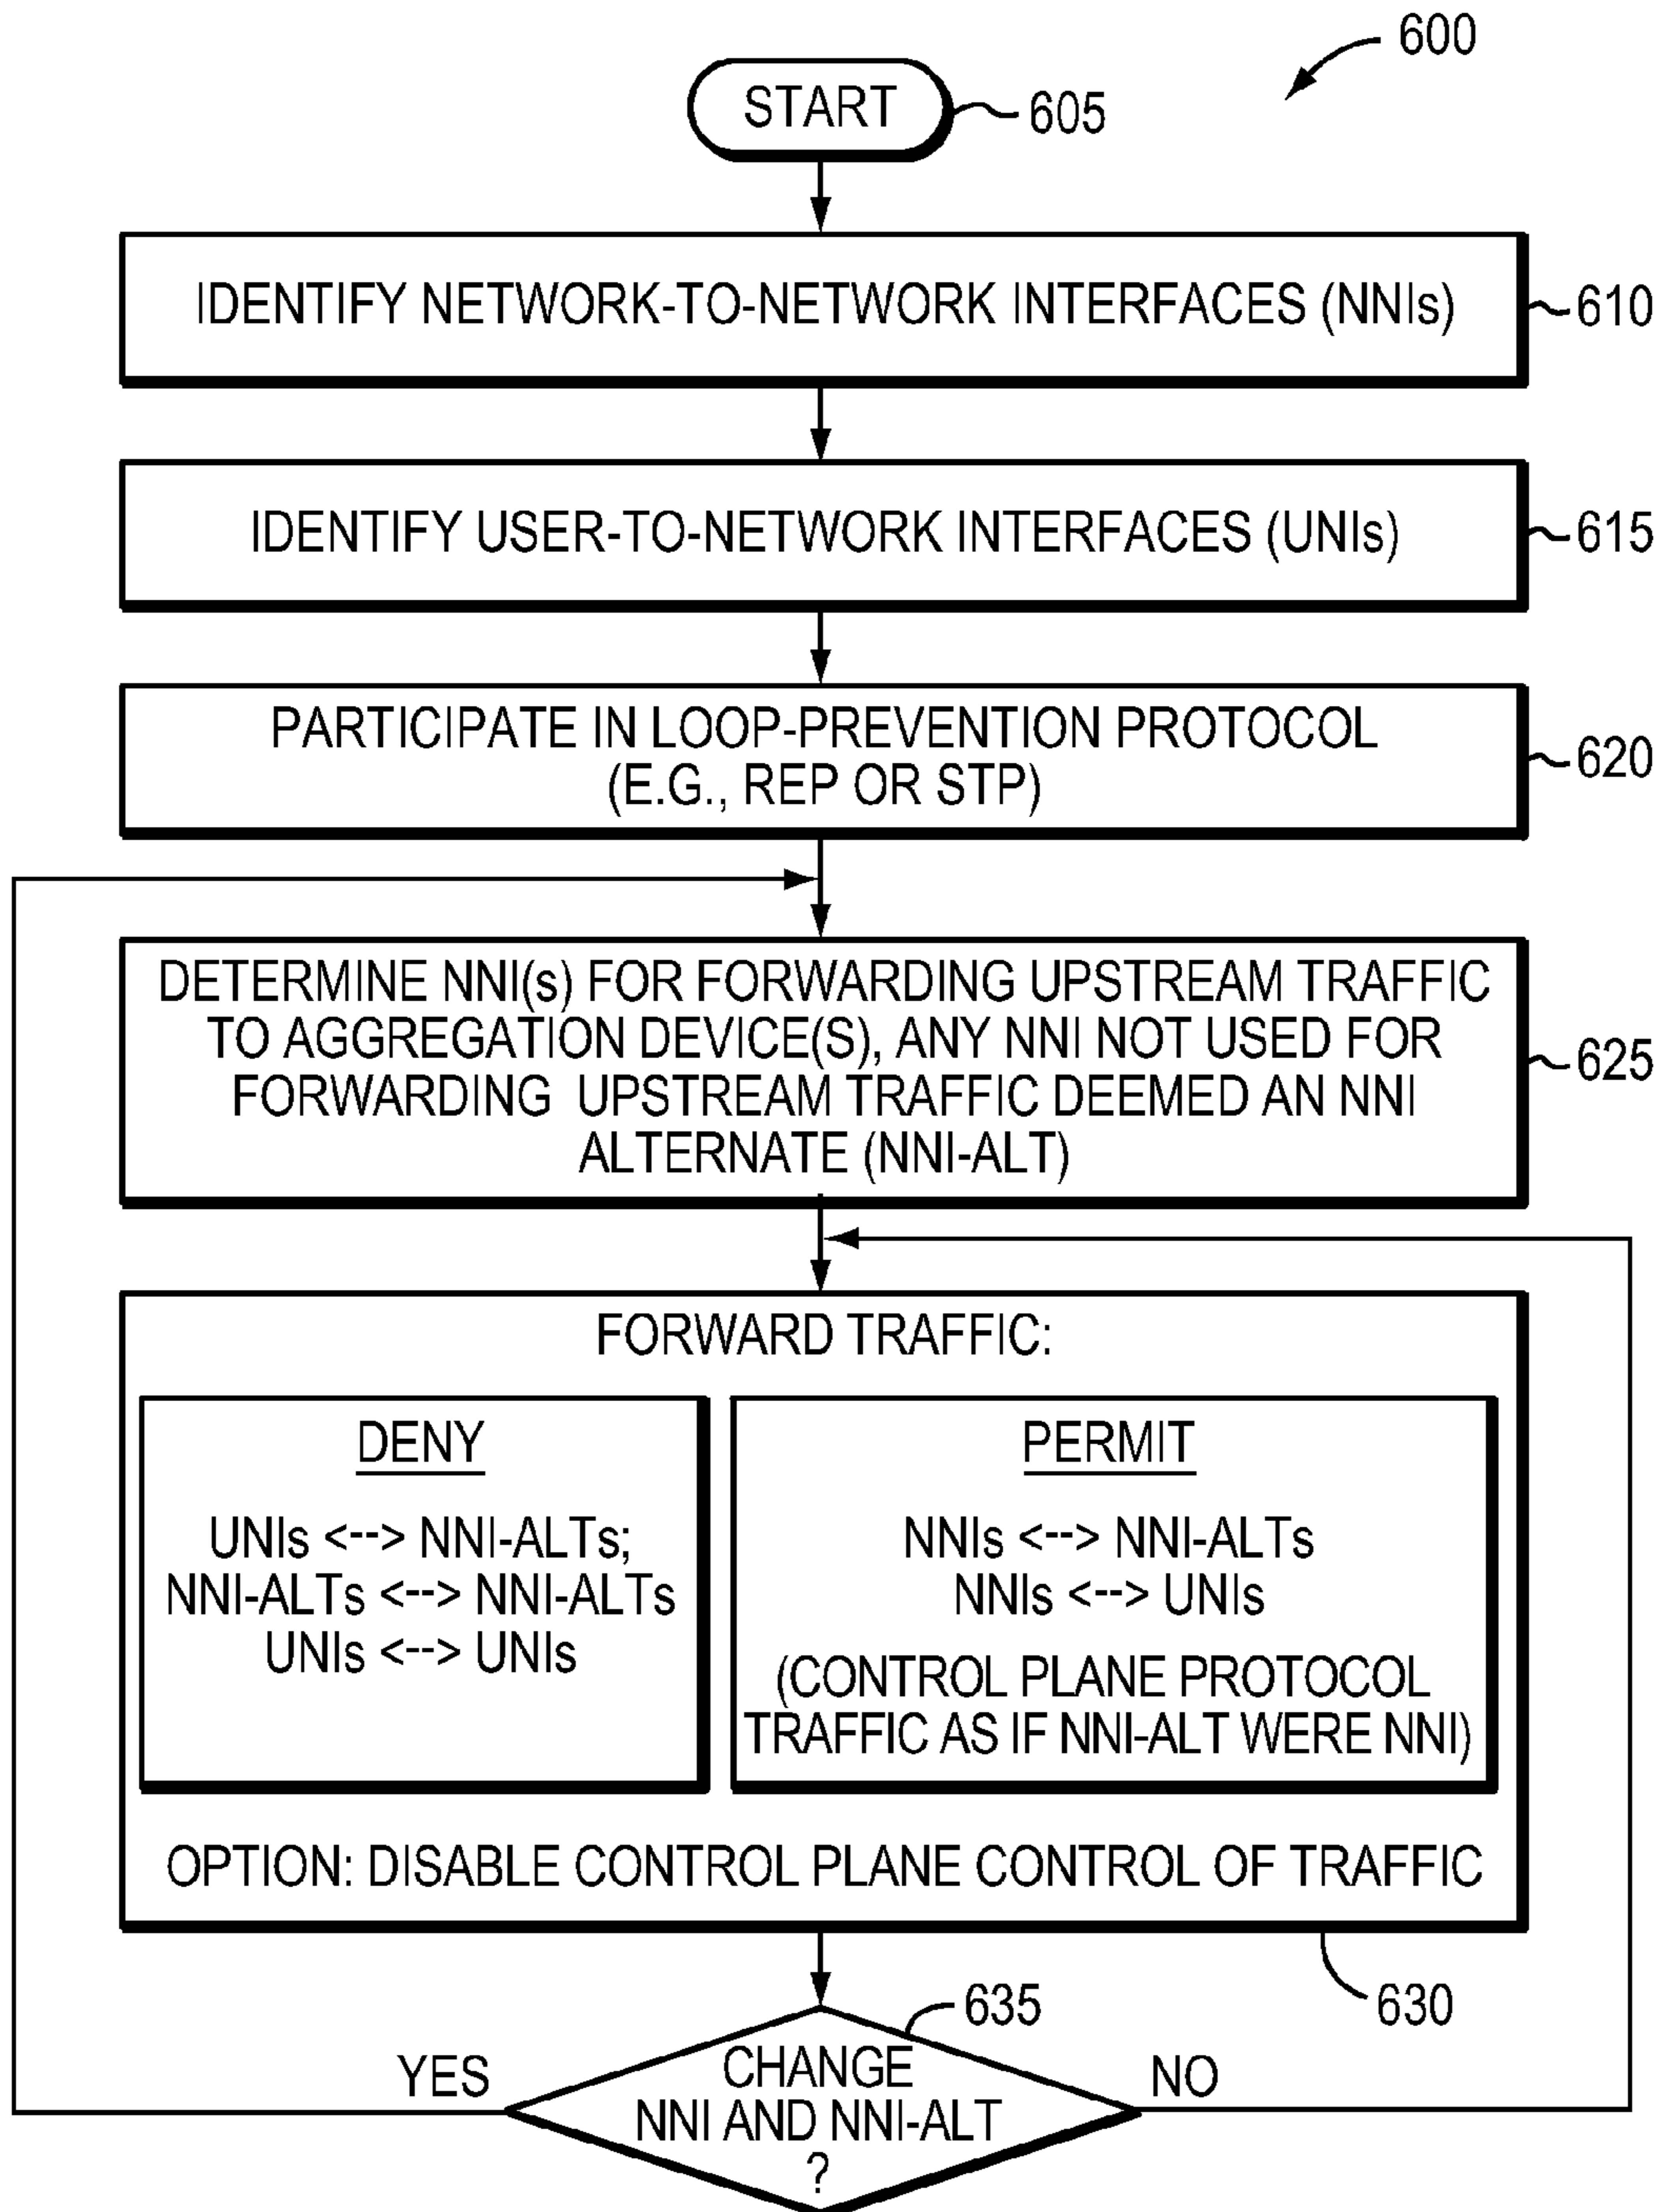 600
START
605
IDENTIFY NETWORK-TO-NETWORK INTERFACES (NNIs)
610
IDENTIFY USER-TO-NETWORK INTERFACES (UNIs)
615
PARTICIPATE IN LOOP-PREVENTION PROTOCOL
(E.G., REP OR STP)
620
DETERMINE NNI(s) FOR FORWARDING UPSTREAM TRAFFIC
TO AGGREGATION DEVICE(S), ANY NNI NOT USED FOR
FORWARDING UPSTREAM TRAFFIC DEEMED AN NNI
ALTERNATE (NNI-ALT)
625
FORWARD TRAFFIC:
DENY
UNIs <--> NNI-ALTs;
NNI-ALTs <--> NNI-ALTs
UNIs <--> UNIs
PERMIT
NNIs <--> NNI-ALTs
NNIs <--> UNIs
(CONTROL PLANE PROTOCOL
TRAFFIC AS IF NNI-ALT WERE NNI)
OPTION: DISABLE CONTROL PLANE CONTROL OF TRAFFIC
630
635
YES
CHANGE
NNI AND NNI-ALT
?
NO